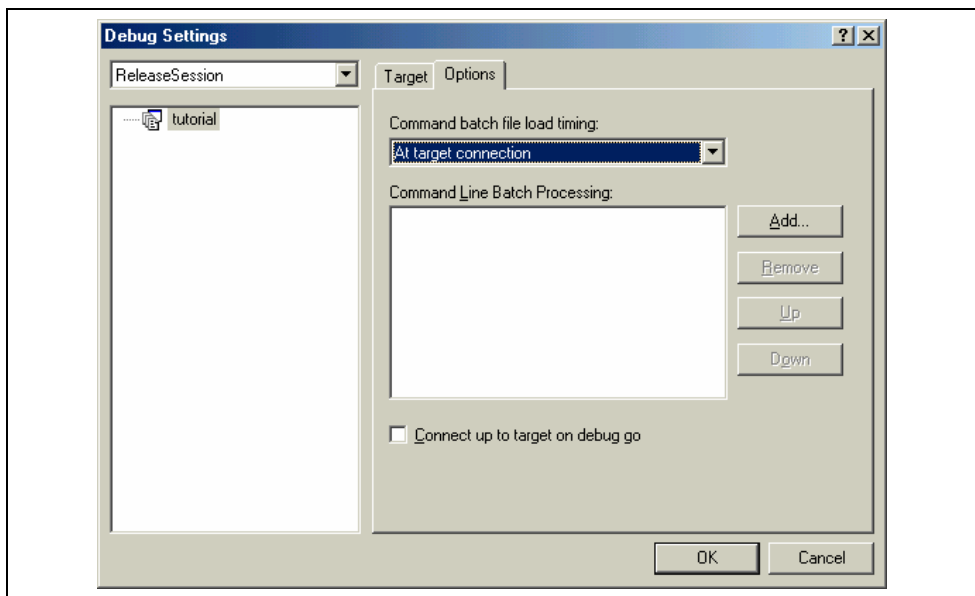 Debug Settings
ReleaseSession
tutorial
Target
Options
Command batch file load timing:
At target connection
Command Line Batch Processing:
Add...
Remove
Up
Down
Connect up to target on debug go
OK
Cancel